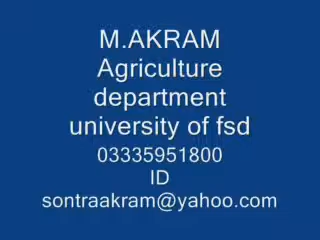 M.AKRAM
Agriculture
department
university of fsd
03335951800
ID
sontraakram@yahoo.com